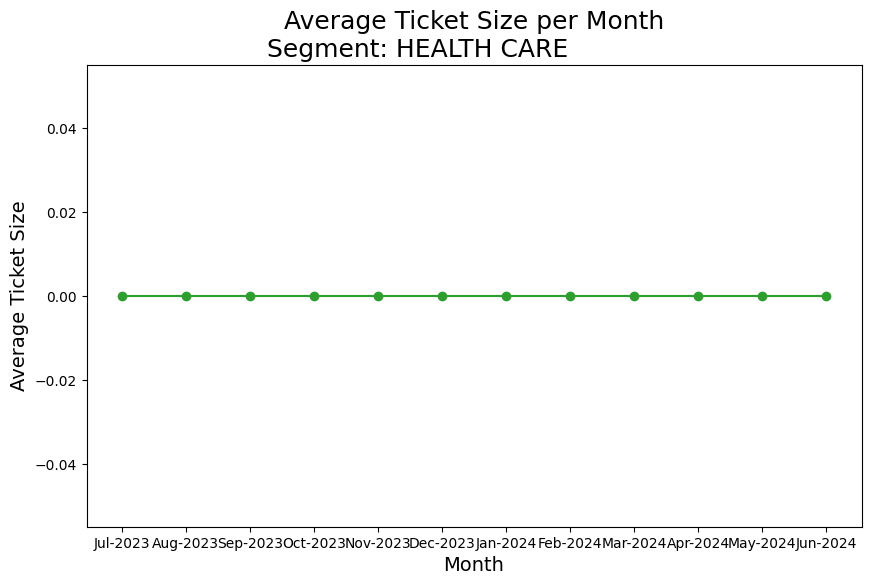 Average Ticket Size per Month
Segment: HEALTH CARE
Average Ticket Size
0.04
0.02
0.00
−0.02
−0.04
Jul-2023 Aug-2023 Sep-2023 Oct-2023 Nov-2023 Dec-2023 Jan-2024 Feb-2024 Mar-2024 Apr-2024 May-2024 Jun-2024
Month